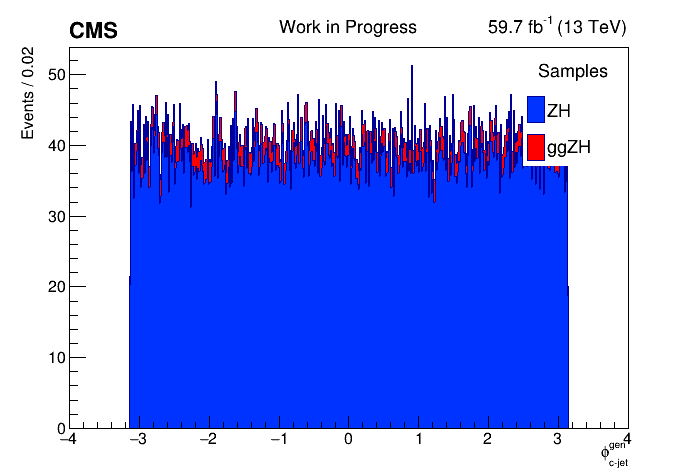 CMS Work in Progress 59.7 fb⁻¹ (13 TeV)
Events / 0.02
Samples
ZH
ggZH
50
40
30
20
10
0
−4 −3 −2 −1 0 1 2 3 4
ϕ^gen_c-jet